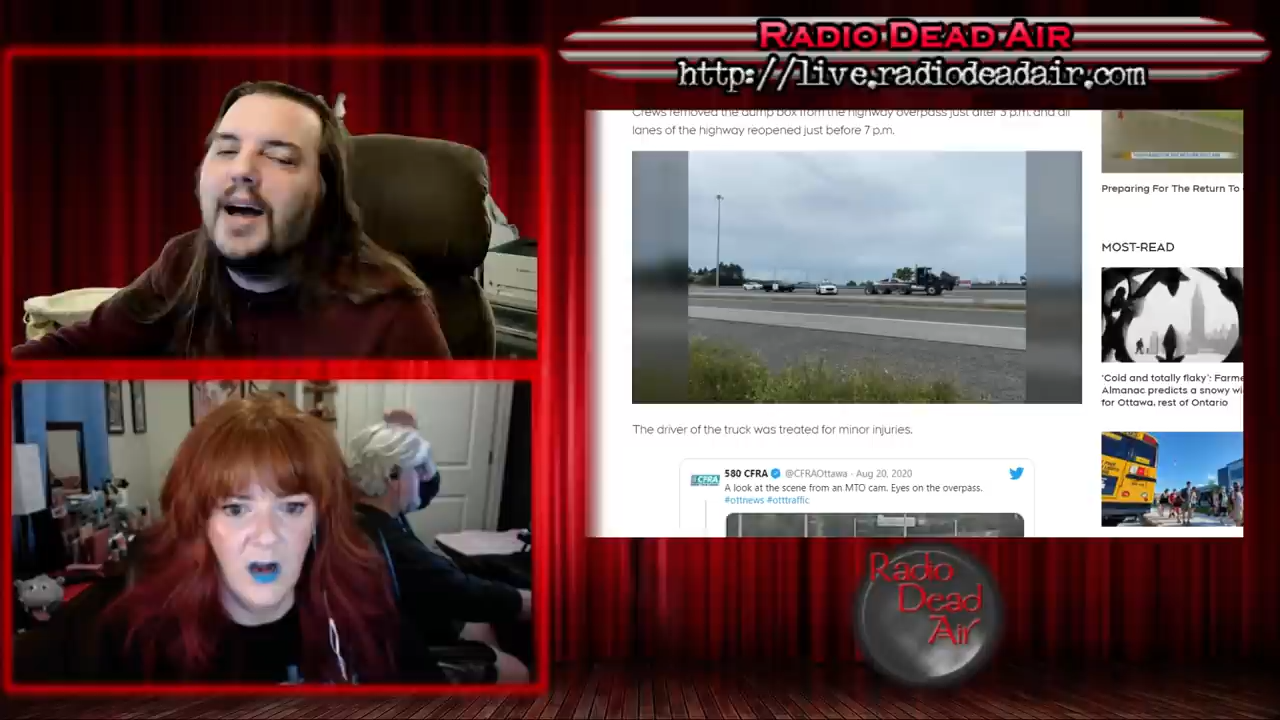 RADIO DEAD AIR
http://live.radiodeadair.com
Crews removed the dump box from the highway overpass just after 3 p.m. and all
lanes of the highway reopened just before 7 p.m.
Preparing For The Return To
MOST-READ
'Cold and totally flaky': Farme
Almanac predicts a snowy wi
for Ottawa, rest of Ontario
The driver of the truck was treated for minor injuries.
CFRA
580 CFRA @CFRAOttawa · Aug 20, 2020
A look at the scene from an MTO cam. Eyes on the overpass.
#ottnews #otttraffic
Radio
Dead
Air